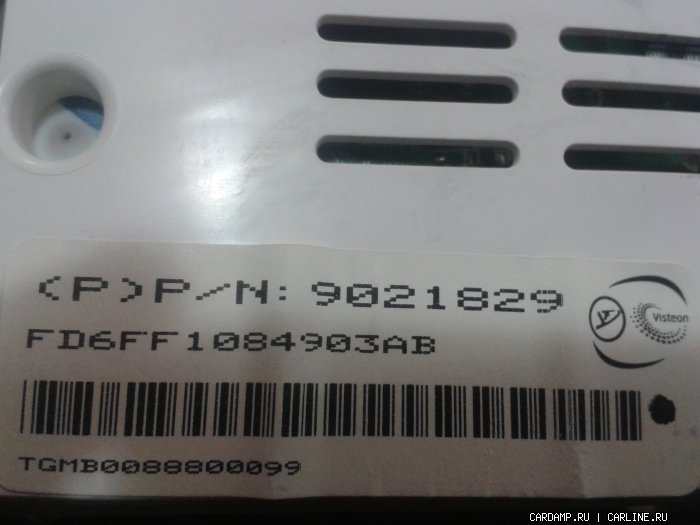 (P)P/N: 9021829
FD6FF1084903AB
Visteon
TGMB0088800099
CARDAMP.RU | CARLINE.RU